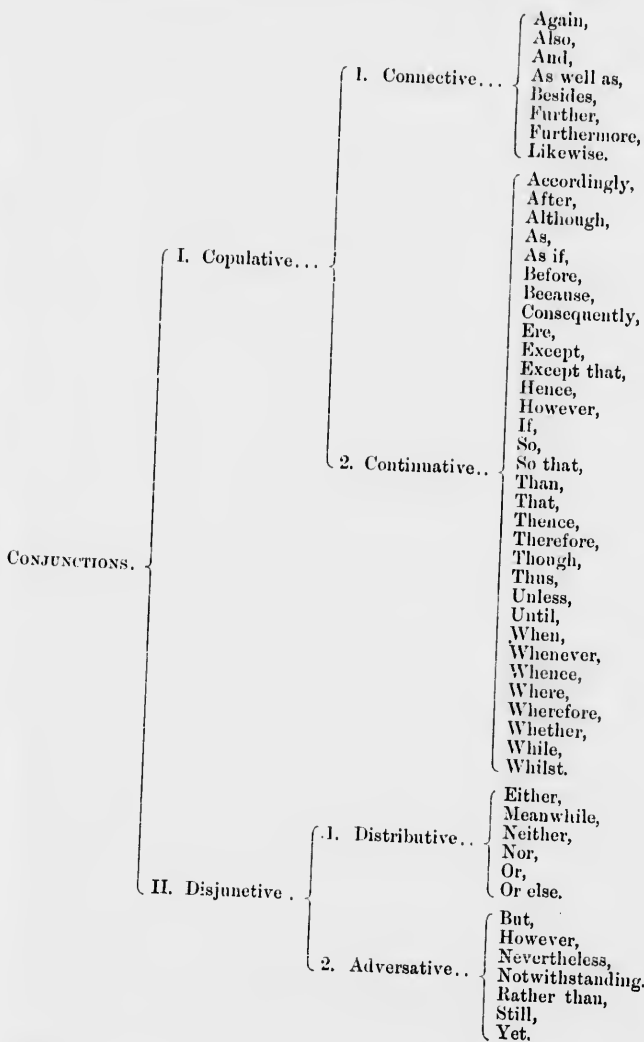 Again,
Also,
And,
1. Connective... As well as,
Besides,
Further,
Furthermore,
Likewise.
Accordingly,
After,
Although,
I. Copulative... As,
As if,
Before,
Because,
Consequently,
Ere,
Except,
Except that,
Hence,
However,
If,
So,
2. Continuative.. So that,
Than,
That,
Thence,
CONJUNCTIONS. Therefore,
Though,
Thus,
Unless,
Until,
When,
Whenever,
Whence,
Where,
Wherefore,
Whether,
While,
Whilst.
Either,
Meanwhile,
1. Distributive.. Neither,
Nor,
II. Disjunctive . Or,
Or else.
But,
However,
Nevertheless,
2. Adversative.. Notwithstanding.
Rather than,
Still,
Yet.